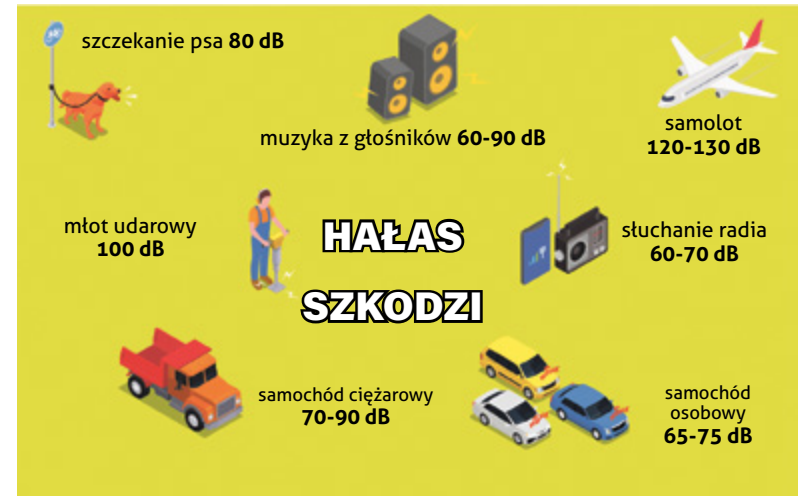 szczekanie psa 80 dB
muzyka z głośników 60-90 dB
samolot
120-130 dB
młot udarowy
100 dB
HAŁAS
SZKODZI
słuchanie radia
60-70 dB
samochód ciężarowy
70-90 dB
samochód
osobowy
65-75 dB